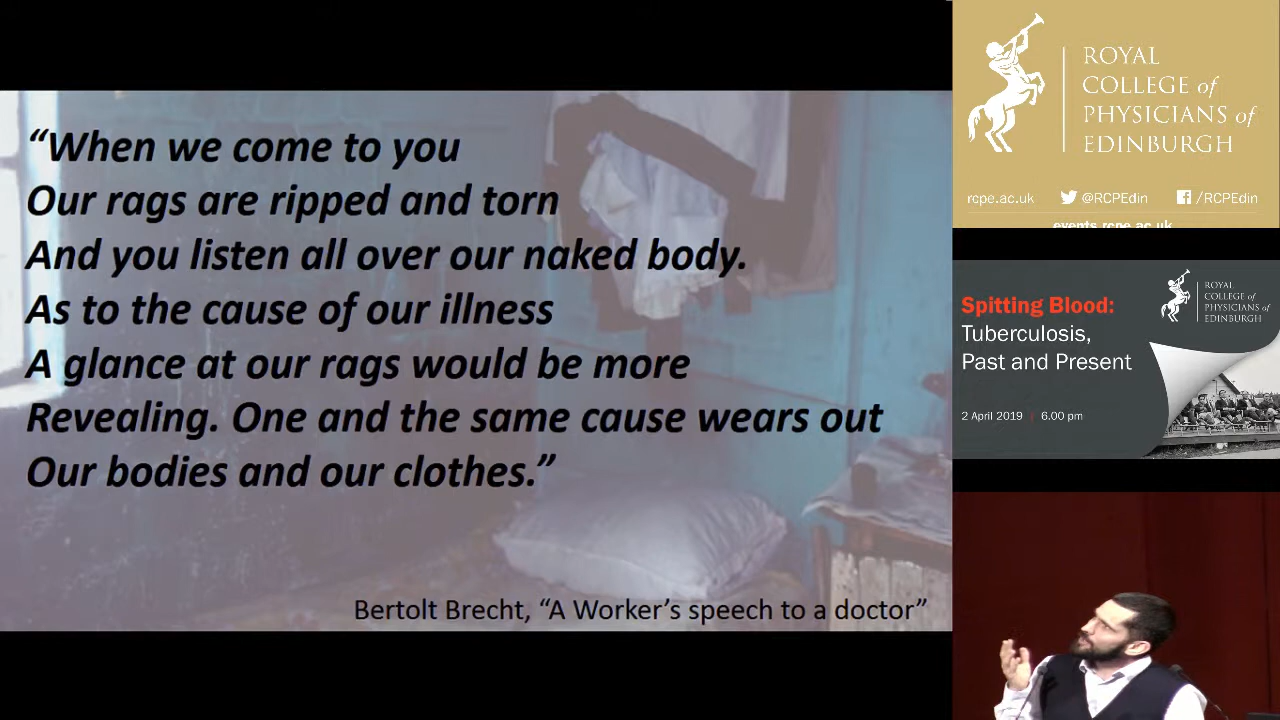 “When we come to you
Our rags are ripped and torn
And you listen all over our naked body.
As to the cause of our illness
A glance at our rags would be more
Revealing. One and the same cause wears out
Our bodies and our clothes.”
Bertolt Brecht, “A Worker’s speech to a doctor”
ROYAL
COLLEGE of
PHYSICIANS of
EDINBURGH
rcpe.ac.uk @RCPEdin /RCPEdin
events.rcpe.ac.uk
Spitting Blood:
Tuberculosis,
Past and Present
2 April 2019 | 6.00 pm
ROYAL
COLLEGE of
PHYSICIANS of
EDINBURGH